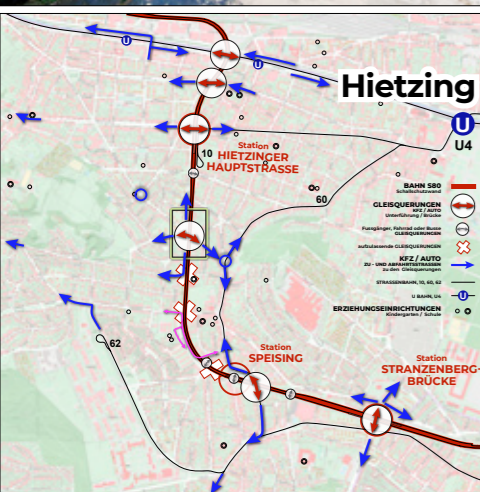 U
U
Hietzing
U
U4
Station
HIETZINGER
HAUPTSTRASSE
10
60
BAHN S80
Schallschutzwand
GLEISQUERUNGEN
KFZ / AUTO
Unterführung / Brücke
Fussgänger, Fahrrad oder Busse
GLEISQUERUNGEN
aufzulassende GLEISQUERUNGEN
KFZ / AUTO
ZU - UND ABFAHRTSSTRASSEN
zu den Gleisquerungen
STRASSENBAHN, 10, 60, 62
U BAHN, U4
U
ERZIEHUNGSEINRICHTUNGEN
Kindergarten / Schule
62
Station
SPEISING
Station
STRANZENBERG-
BRÜCKE